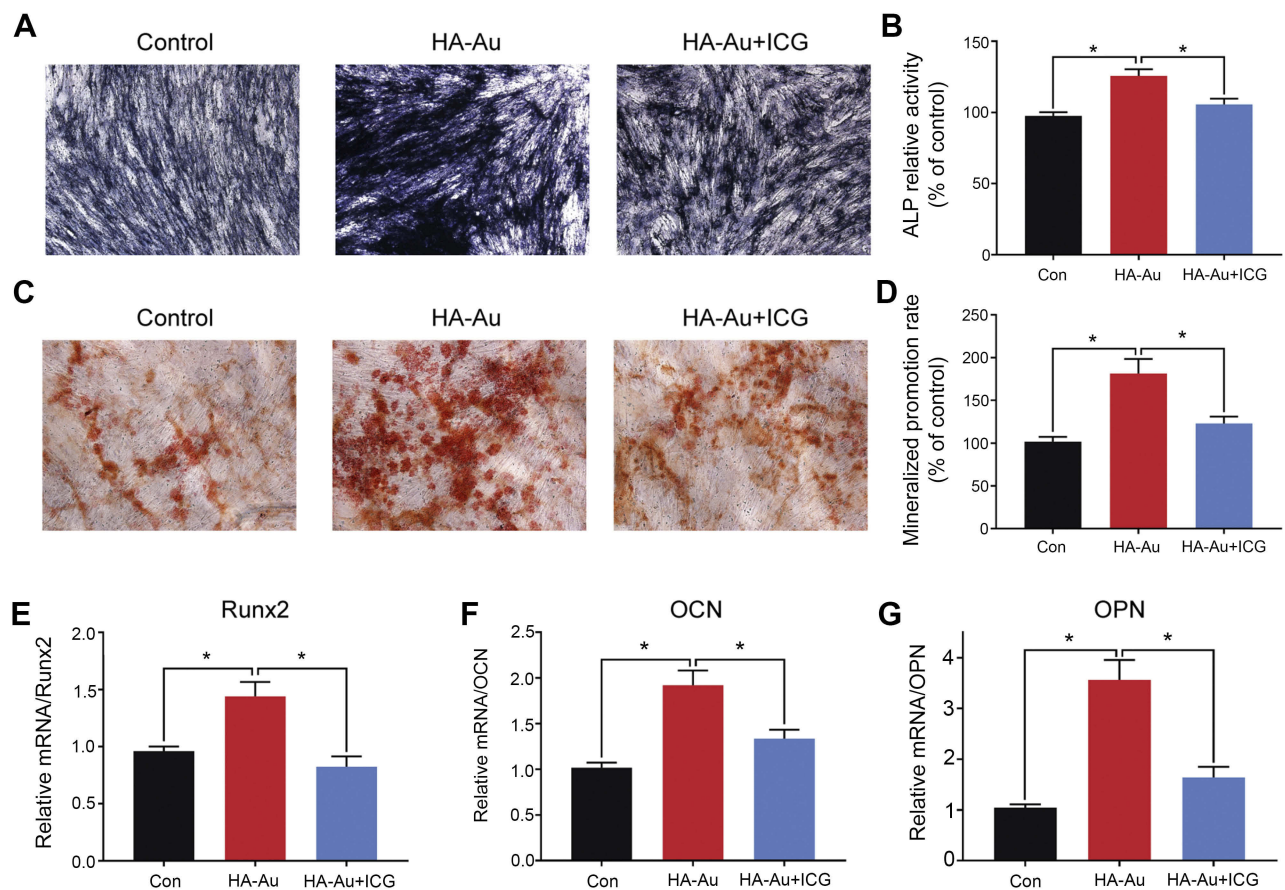 A
Control
HA-Au
HA-Au+ICG
B
ALP relative activity
(% of control)
150
100
50
0
*
*
Con
HA-Au
HA-Au+ICG
C
Control
HA-Au
HA-Au+ICG
D
Mineralized promotion rate
(% of control)
250
200
150
100
50
0
*
*
Con
HA-Au
HA-Au+ICG
E
Runx2
Relative mRNA/Runx2
2.0
1.5
1.0
0.5
0.0
*
*
Con
HA-Au
HA-Au+ICG
F
OCN
Relative mRNA/OCN
2.5
2.0
1.5
1.0
0.5
0.0
*
*
Con
HA-Au
HA-Au+ICG
G
OPN
Relative mRNA/OPN
4
3
2
1
0
*
*
Con
HA-Au
HA-Au+ICG